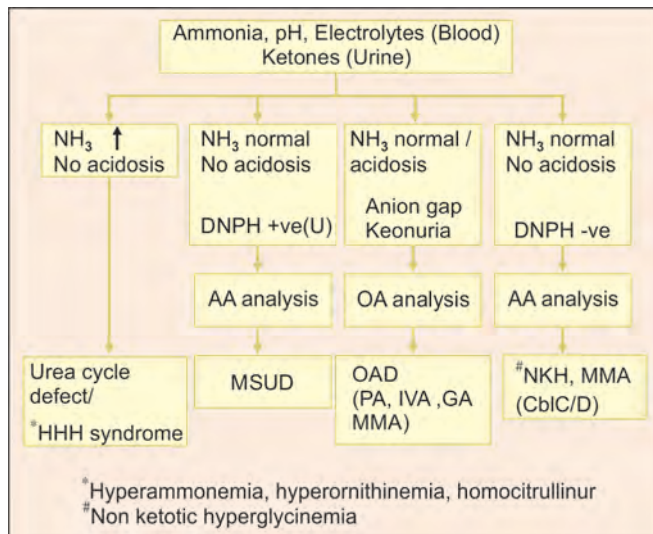 Ammonia, pH, Electrolytes (Blood)
Ketones (Urine)
NH₃ ↑
No acidosis
NH₃ normal
No acidosis
DNPH +ve(U)
NH₃ normal /
acidosis
Anion gap
Keonuria
NH₃ normal
No acidosis
DNPH -ve
AA analysis
OA analysis
AA analysis
Urea cycle
defect/
*HHH syndrome
MSUD
OAD
(PA, IVA ,GA
MMA)
#NKH, MMA
(CblC/D)
*Hyperammonemia, hyperornithinemia, homocitrullinur
#Non ketotic hyperglycinemia